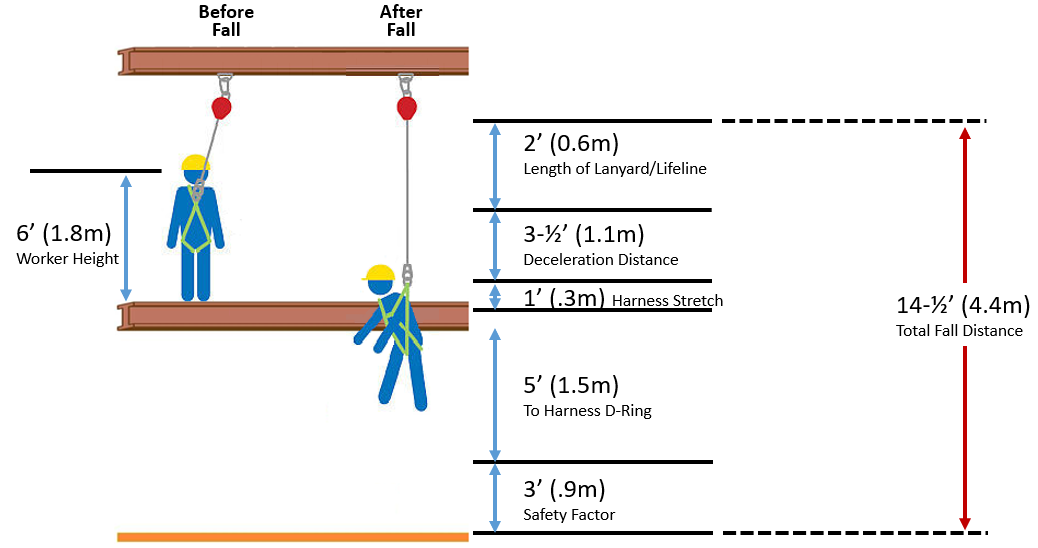 Before
Fall
After
Fall
2’ (0.6m)
Length of Lanyard/Lifeline
6’ (1.8m)
Worker Height
3-½’ (1.1m)
Deceleration Distance
1’ (.3m) Harness Stretch
14-½’ (4.4m)
Total Fall Distance
5’ (1.5m)
To Harness D-Ring
3’ (.9m)
Safety Factor